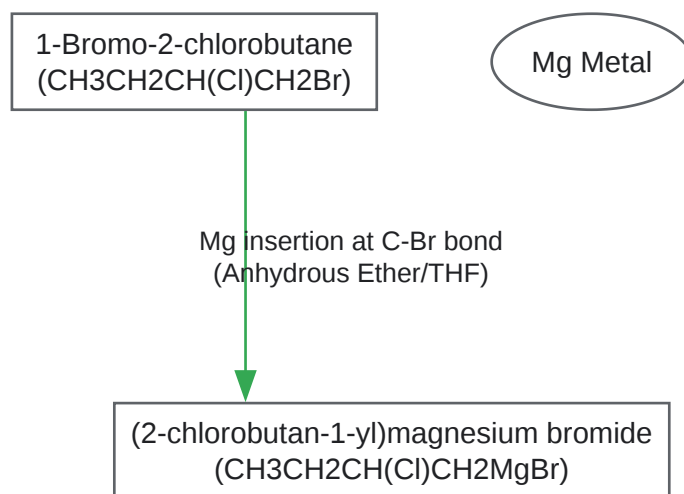 1-Bromo-2-chlorobutane
(CH3CH2CH(Cl)CH2Br)
Mg Metal
Mg insertion at C-Br bond
(Anhydrous Ether/THF)
(2-chlorobutan-1-yl)magnesium bromide
(CH3CH2CH(Cl)CH2MgBr)